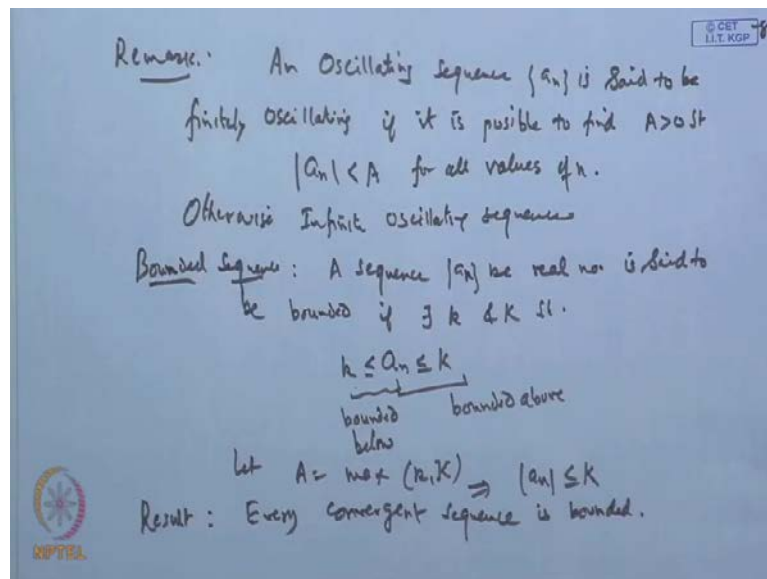 © CET
I.I.T. KGP
Remark: An Oscillating sequence {an} is said to be
finitely Oscillating if it is posible to find A>0 st
|an| < A for all values of n.
Otherwise Infinite Oscillating sequence
Bounded Sequence: A sequence {an} be real no. is said to
be bounded if ∃ k & K st.
k ≤ an ≤ K
bounded below
bounded above
Let A = max (k, K) ⇒ |an| ≤ K
Result: Every convergent sequence is bounded.
NPTEL